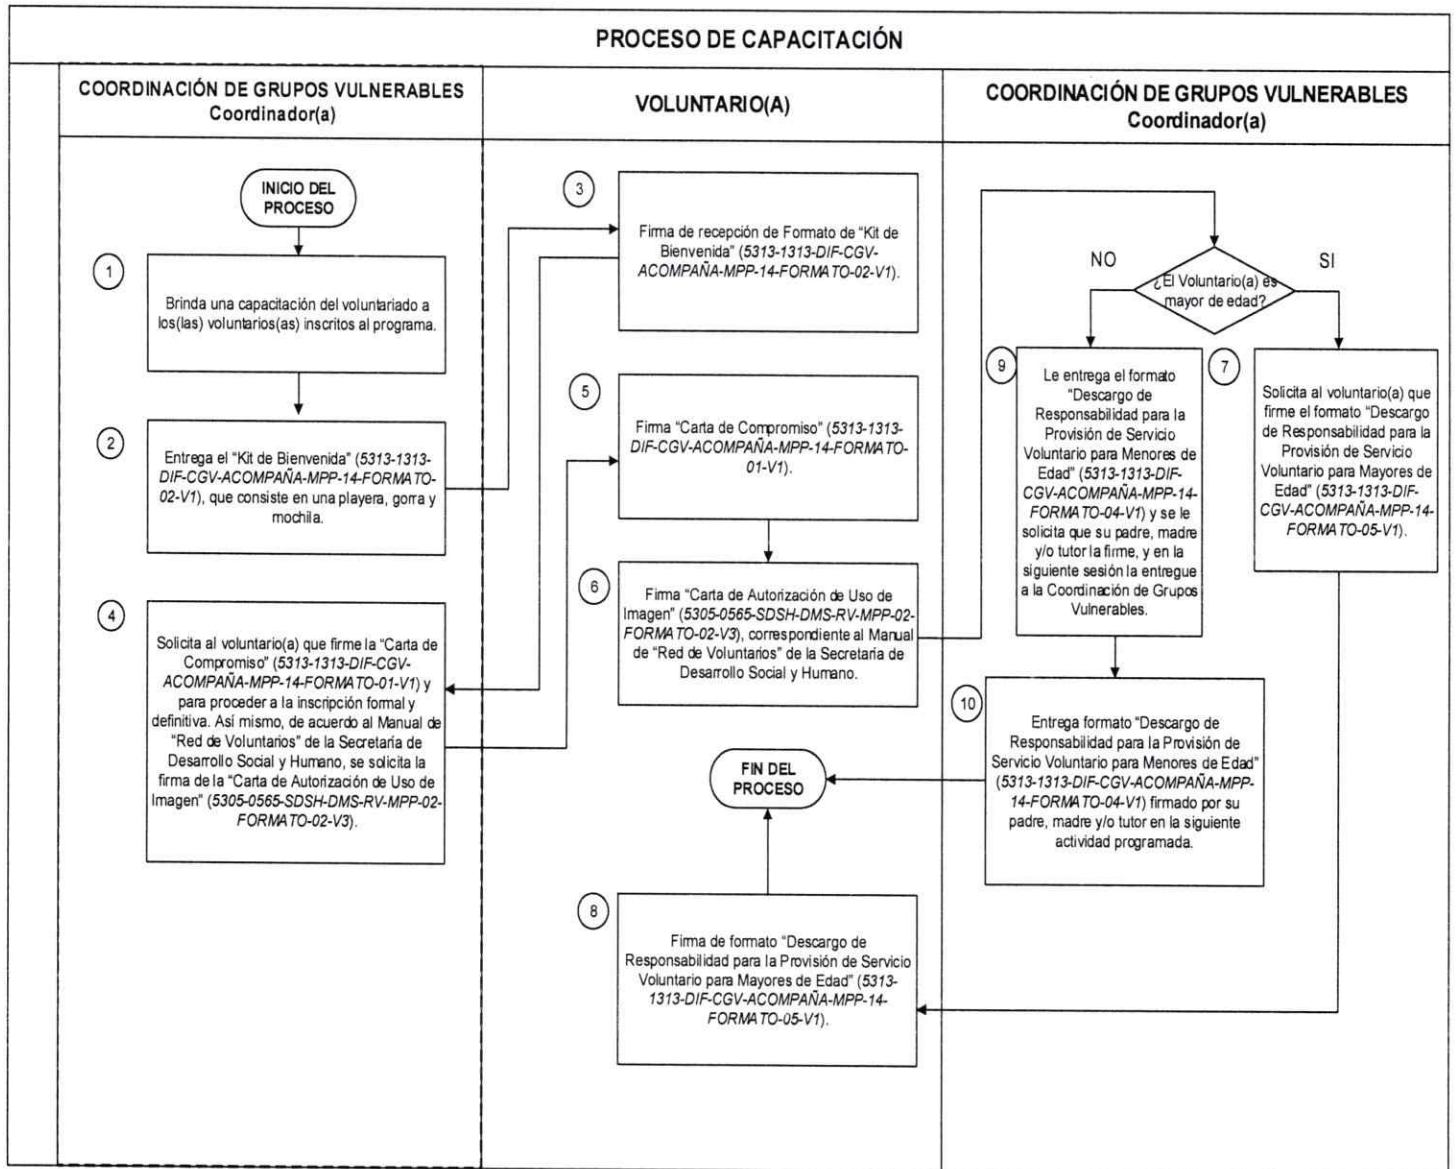 PROCESO DE CAPACITACIÓN
COORDINACIÓN DE GRUPOS VULNERABLES
Coordinador(a)
VOLUNTARIO(A)
COORDINACIÓN DE GRUPOS VULNERABLES
Coordinador(a)
INICIO DEL
PROCESO
1
Brinda una capacitación del voluntariado a
los(las) voluntarios(as) inscritos al programa.
2
Entrega el “Kit de Bienvenida” (5313-1313-
DIF-CGV-ACOMPAÑA-MPP-14-FORMATO-
02-V1), que consiste en una playera, gorra y
mochila.
4
Solicita al voluntario(a) que firme la “Carta de
Compromiso” (5313-1313-DIF-CGV-
ACOMPAÑA-MPP-14-FORMATO-01-V1) y
para proceder a la inscripción formal y
definitiva. Así mismo, de acuerdo al Manual de
“Red de Voluntarios” de la Secretaría de
Desarrollo Social y Humano, se solicita la
firma de la “Carta de Autorización de Uso de
Imagen” (5305-0565-SDSH-DMS-RV-MPP-02-
FORMATO-02-V3).
3
Firma de recepción de Formato de “Kit de
Bienvenida” (5313-1313-DIF-CGV-
ACOMPAÑA-MPP-14-FORMATO-02-V1).
5
Firma “Carta de Compromiso” (5313-1313-
DIF-CGV-ACOMPAÑA-MPP-14-FORMATO-
01-V1).
6
Firma “Carta de Autorización de Uso de
Imagen” (5305-0565-SDSH-DMS-RV-MPP-02-
FORMATO-02-V3), correspondiente al Manual
de “Red de Voluntarios” de la Secretaría de
Desarrollo Social y Humano.
FIN DEL
PROCESO
8
Firma de formato “Descargo de
Responsabilidad para la Provisión de Servicio
Voluntario para Mayores de Edad” (5313-
1313-DIF-CGV-ACOMPAÑA-MPP-14-
FORMATO-05-V1).
NO
SI
¿El Voluntario(a) es
mayor de edad?
9
Le entrega el formato
“Descargo de
Responsabilidad para la
Provisión de Servicio
Voluntario para Menores de
Edad” (5313-1313-DIF-
CGV-ACOMPAÑA-MPP-14-
FORMATO-04-V1) y se le
solicita que su padre, madre
y/o tutor la firme, y en la
siguiente sesión la entregue
a la Coordinación de Grupos
Vulnerables.
7
Solicita al voluntario(a) que
firme el formato “Descargo
de Responsabilidad para la
Provisión de Servicio
Voluntario para Mayores de
Edad” (5313-1313-DIF-
CGV-ACOMPAÑA-MPP-14-
FORMATO-05-V1).
10
Entrega formato “Descargo de
Responsabilidad para la Provisión de
Servicio Voluntario para Menores de Edad”
(5313-1313-DIF-CGV-ACOMPAÑA-MPP-
14-FORMATO-04-V1) firmado por su
padre, madre y/o tutor en la siguiente
actividad programada.